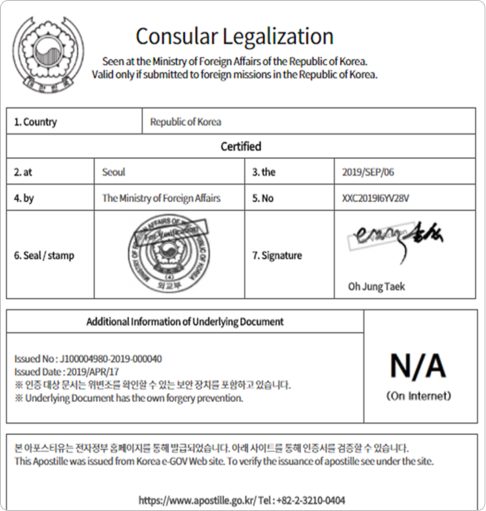 Consular Legalization
Seen at the Ministry of Foreign Affairs of the Republic of Korea.
Valid only if submitted to foreign missions in the Republic of Korea.
1. Country
Republic of Korea
Certified
2. at
Seoul
3. the
2019/SEP/06
4. by
The Ministry of Foreign Affairs
5. No
XXC2019I6YV28V
6. Seal / stamp
외교부
7. Signature
Oh Jung Taek
Additional Information of Underlying Document
Issued No : J100004980-2019-000040
Issued Date : 2019/APR/17
※ 인증 대상 문서는 위변조를 확인할 수 있는 보안 장치를 포함하고 있습니다.
※ Underlying Document has the own forgery prevention.
N/A
(On Internet)
본 아포스티유는 전자정부 홈페이지를 통해 발급되었습니다. 아래 사이트를 통해 인증서를 검증할 수 있습니다.
This Apostille was issued from Korea e-GOV Web site. To verify the issuance of apostille see under the site.
https://www.apostille.go.kr/ Tel : +82-2-3210-0404